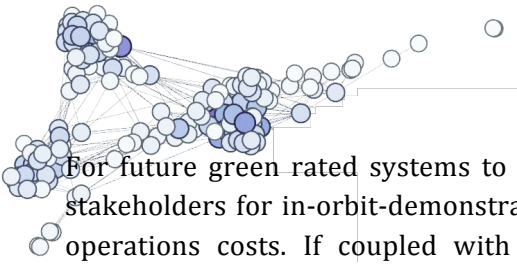 For future green rated systems to
stakeholders for in-orbit-demonstra
operations costs. If coupled with